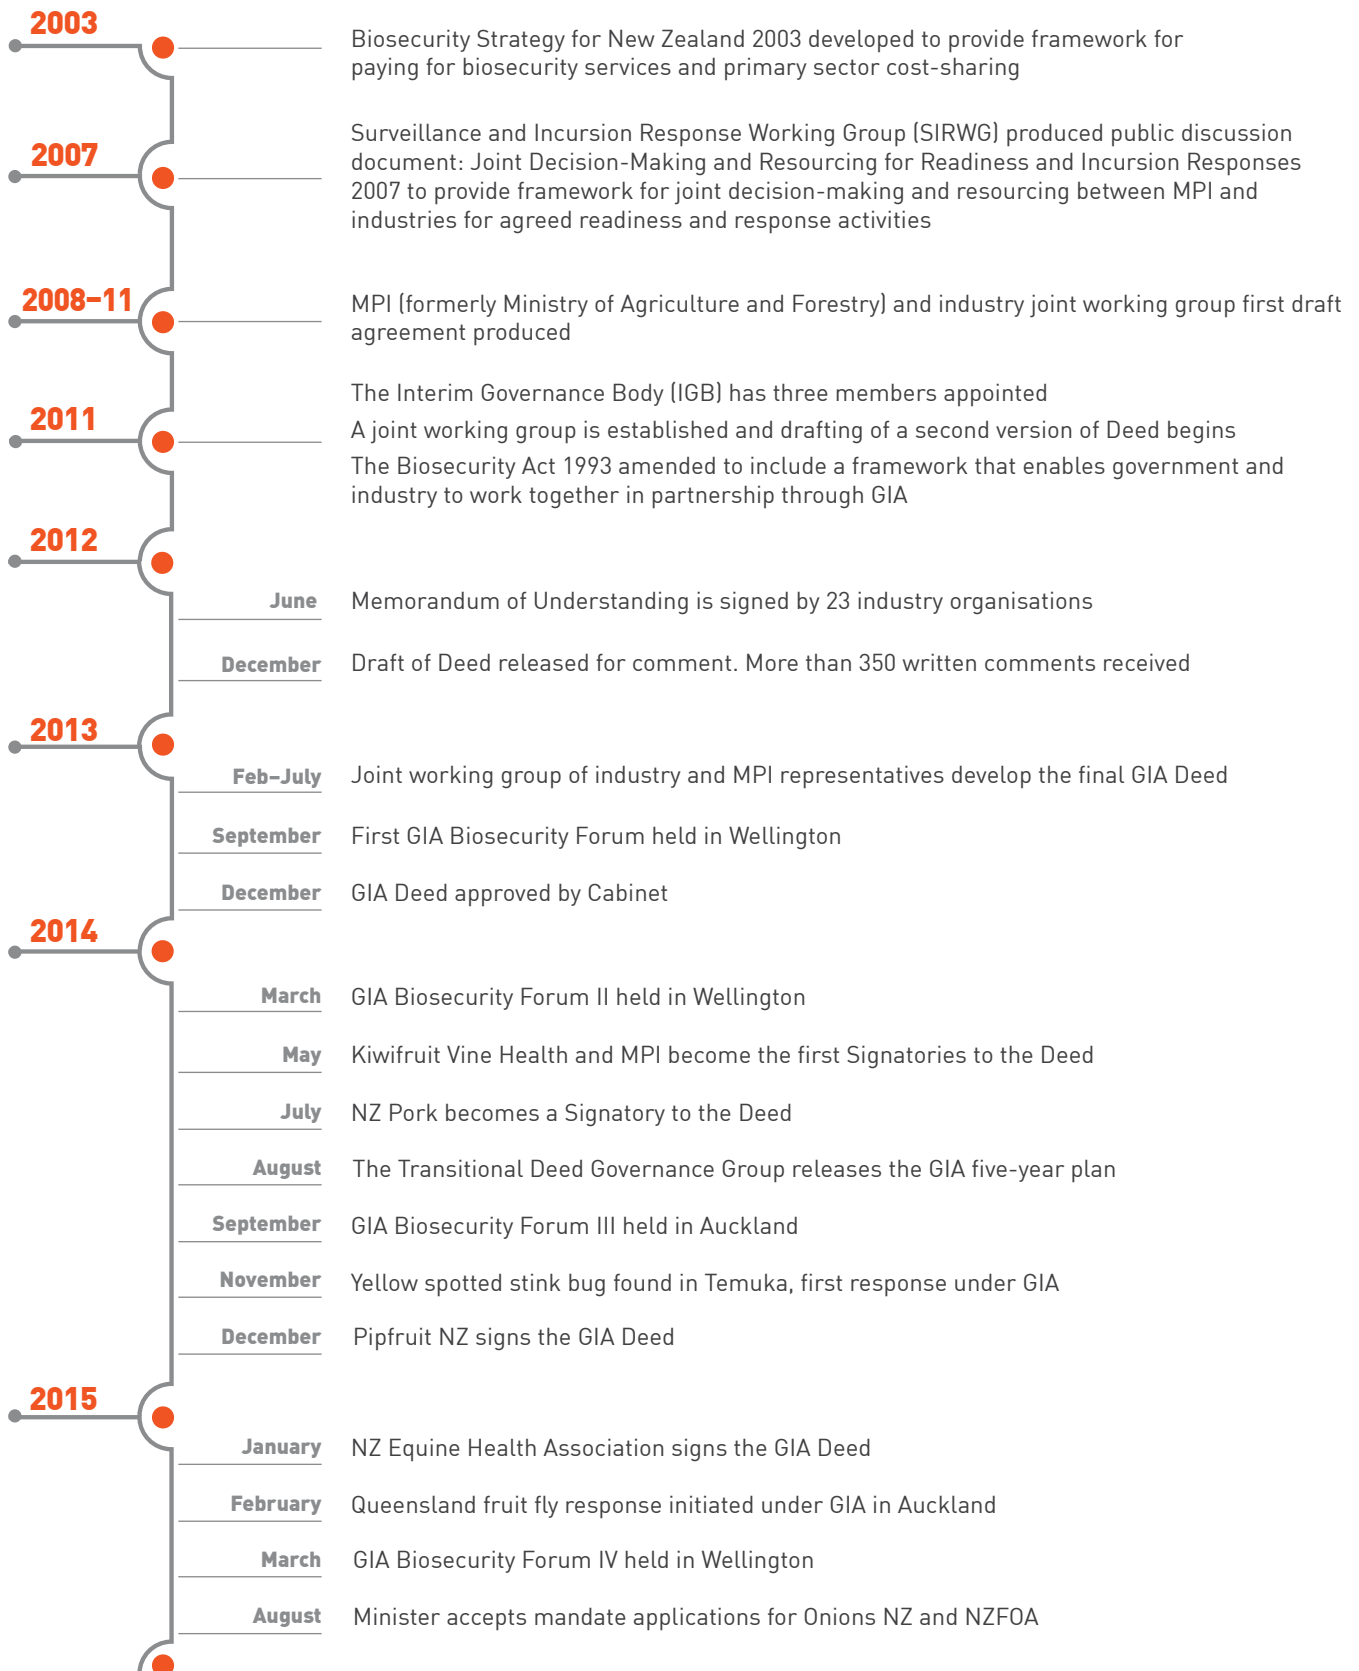 2003
Biosecurity Strategy for New Zealand 2003 developed to provide framework for
paying for biosecurity services and primary sector cost-sharing
2007
Surveillance and Incursion Response Working Group (SIRWG) produced public discussion
document: Joint Decision-Making and Resourcing for Readiness and Incursion Responses
2007 to provide framework for joint decision-making and resourcing between MPI and
industries for agreed readiness and response activities
2008–11
MPI (formerly Ministry of Agriculture and Forestry) and industry joint working group first draft
agreement produced
2011
The Interim Governance Body (IGB) has three members appointed
A joint working group is established and drafting of a second version of Deed begins
The Biosecurity Act 1993 amended to include a framework that enables government and
industry to work together in partnership through GIA
2012
June Memorandum of Understanding is signed by 23 industry organisations
December Draft of Deed released for comment. More than 350 written comments received
2013
Feb–July Joint working group of industry and MPI representatives develop the final GIA Deed
September First GIA Biosecurity Forum held in Wellington
December GIA Deed approved by Cabinet
2014
March GIA Biosecurity Forum II held in Wellington
May Kiwifruit Vine Health and MPI become the first Signatories to the Deed
July NZ Pork becomes a Signatory to the Deed
August The Transitional Deed Governance Group releases the GIA five-year plan
September GIA Biosecurity Forum III held in Auckland
November Yellow spotted stink bug found in Temuka, first response under GIA
December Pipfruit NZ signs the GIA Deed
2015
January NZ Equine Health Association signs the GIA Deed
February Queensland fruit fly response initiated under GIA in Auckland
March GIA Biosecurity Forum IV held in Wellington
August Minister accepts mandate applications for Onions NZ and NZFOA